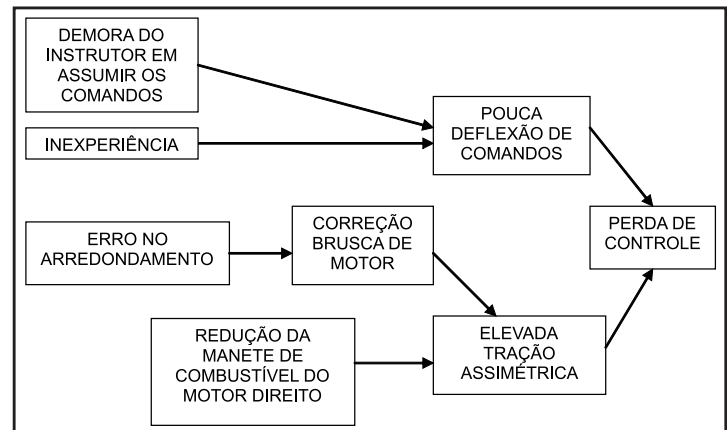 DEMORA DO
INSTRUTOR EM
ASSUMIR OS
COMANDOS
INEXPERIÊNCIA
POUCA
DEFLEXÃO DE
COMANDOS
ERRO NO
ARREDONDAMENTO
CORREÇÃO
BRUSCA DE
MOTOR
PERDA DE
CONTROLE
REDUÇÃO DA
MANETE DE
COMBUSTÍVEL DO
MOTOR DIREITO
ELEVADA
TRAÇÃO
ASSIMÉTRICA